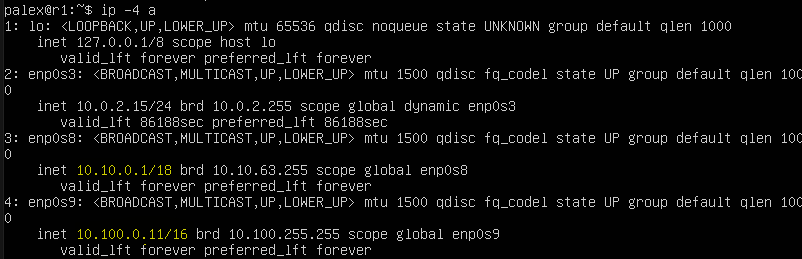 palex@r1:~$ ip -4 a
1: lo: <LOOPBACK,UP,LOWER_UP> mtu 65536 qdisc noqueue state UNKNOWN group default qlen 1000
    inet 127.0.0.1/8 scope host lo
       valid_lft forever preferred_lft forever
2: enp0s3: <BROADCAST,MULTICAST,UP,LOWER_UP> mtu 1500 qdisc fq_codel state UP group default qlen 100
0
    inet 10.0.2.15/24 brd 10.0.2.255 scope global dynamic enp0s3
       valid_lft 86188sec preferred_lft 86188sec
3: enp0s8: <BROADCAST,MULTICAST,UP,LOWER_UP> mtu 1500 qdisc fq_codel state UP group default qlen 100
0
    inet 10.10.0.1/18 brd 10.10.63.255 scope global enp0s8
       valid_lft forever preferred_lft forever
4: enp0s9: <BROADCAST,MULTICAST,UP,LOWER_UP> mtu 1500 qdisc fq_codel state UP group default qlen 100
0
    inet 10.100.0.11/16 brd 10.100.255.255 scope global enp0s9
       valid_lft forever preferred_lft forever